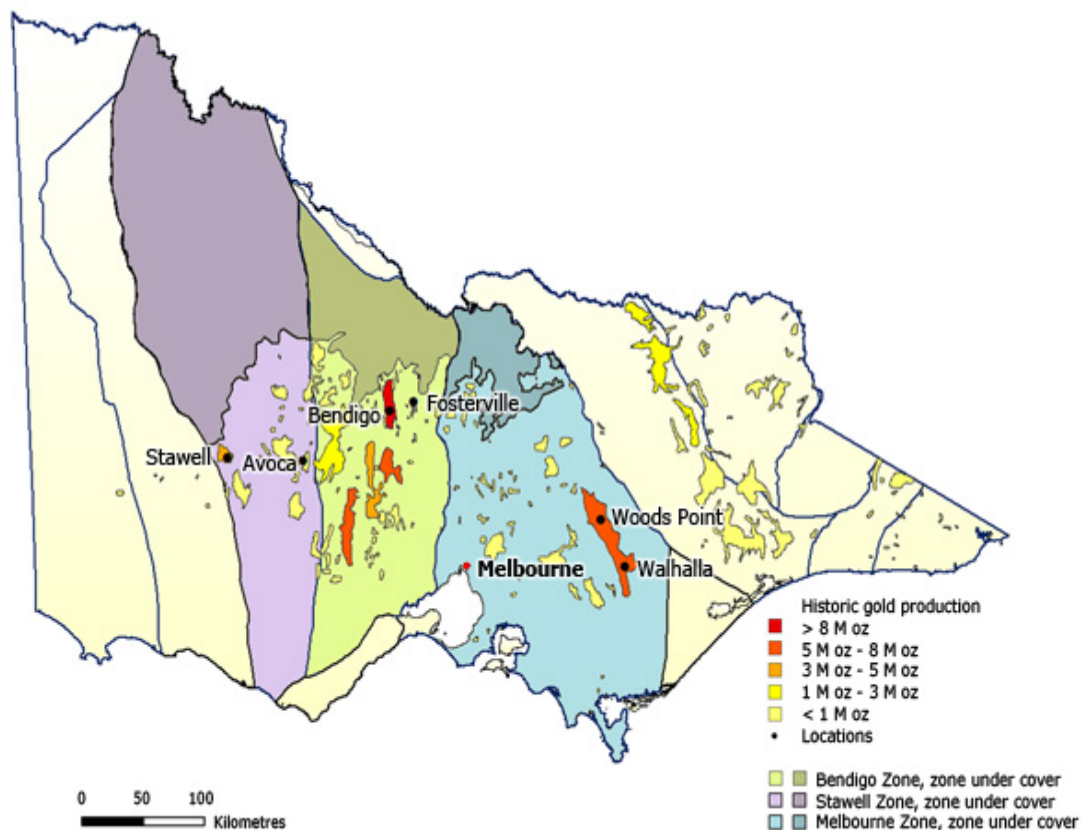 Bendigo
Fosterville
Stawell
Avoca
Woods Point
Melbourne
Walhalla
Historic gold production
> 8 M oz
5 M oz - 8 M oz
3 M oz - 5 M oz
1 M oz - 3 M oz
< 1 M oz
Locations
Bendigo Zone, zone under cover
Stawell Zone, zone under cover
Melbourne Zone, zone under cover
0 50 100
Kilometres